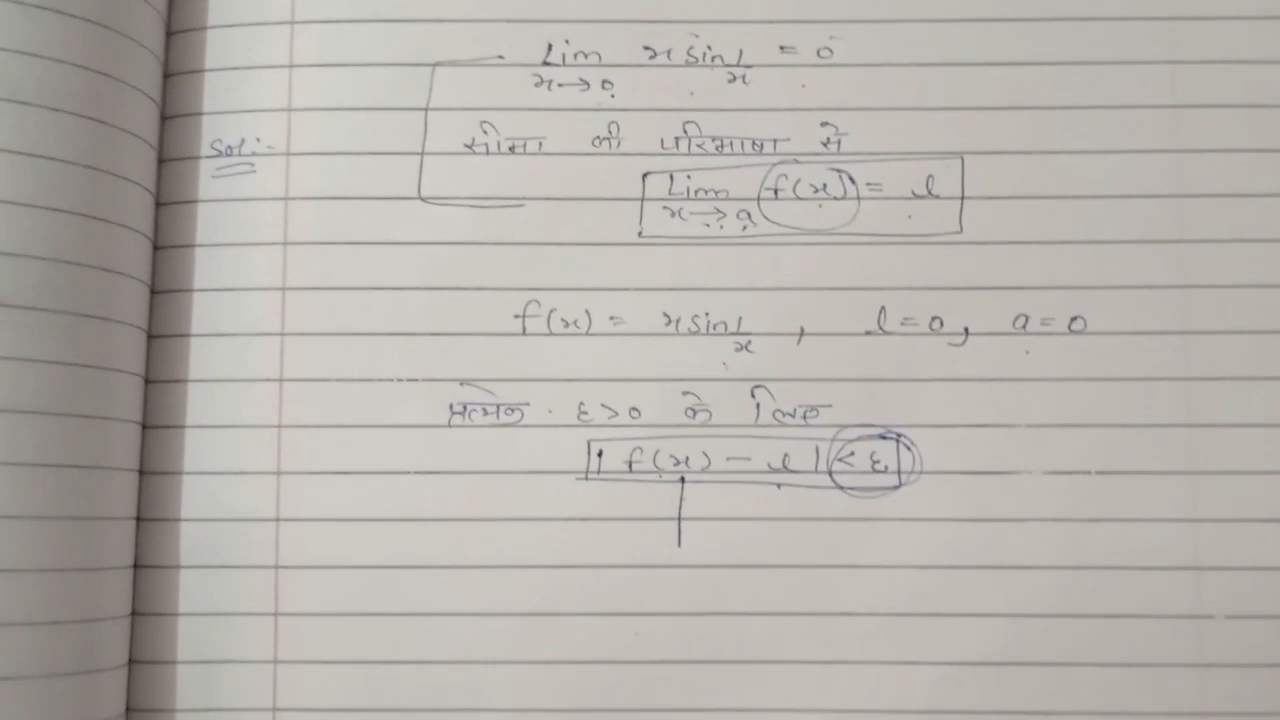 Lim x→0 x sin 1/x = 0
Sol:-
सीमा की परिभाषा से
Lim x→a f(x) = l
f(x) = x sin 1/x , l=0, a=0
प्रत्येक ε>0 के लिए
|f(x) - l| < ε